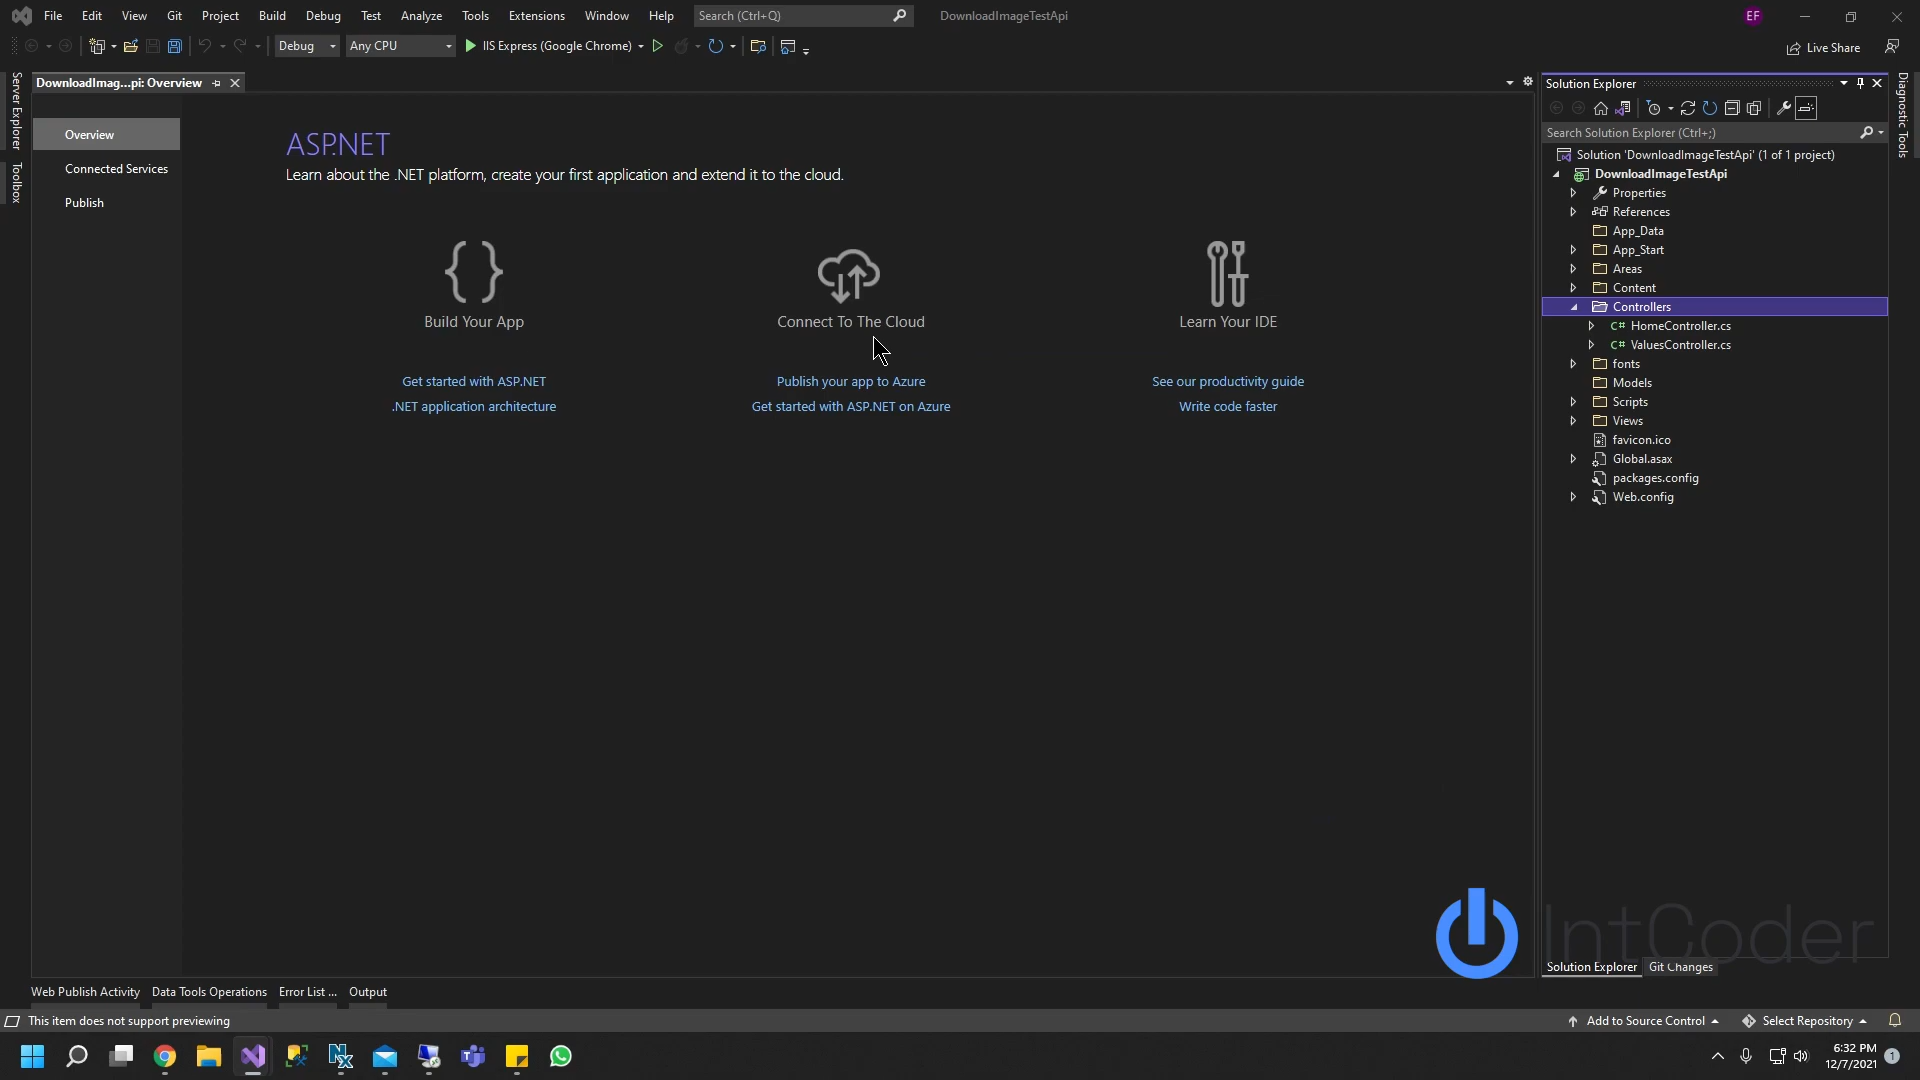 File Edit View Git Project Build Debug Test Analyze Tools Extensions Window Help Search (Ctrl+Q) DownloadImageTestApi EF
Debug Any CPU IIS Express (Google Chrome) Live Share
DownloadImag...pi: Overview
Server Explorer
Toolbox
Overview
Connected Services
Publish
ASP.NET
Learn about the .NET platform, create your first application and extend it to the cloud.
Build Your App
Get started with ASP.NET
.NET application architecture
Connect To The Cloud
Publish your app to Azure
Get started with ASP.NET on Azure
Learn Your IDE
See our productivity guide
Write code faster
Solution Explorer
Search Solution Explorer (Ctrl+;)
Solution 'DownloadImageTestApi' (1 of 1 project)
DownloadImageTestApi
Properties
References
App_Data
App_Start
Areas
Content
Controllers
C# HomeController.cs
C# ValuesController.cs
fonts
Models
Scripts
Views
favicon.ico
Global.asax
packages.config
Web.config
Diagnostic Tools
IntCoder
Solution Explorer Git Changes
Web Publish Activity Data Tools Operations Error List ... Output
This item does not support previewing Add to Source Control Select Repository
6:32 PM
12/7/2021
1